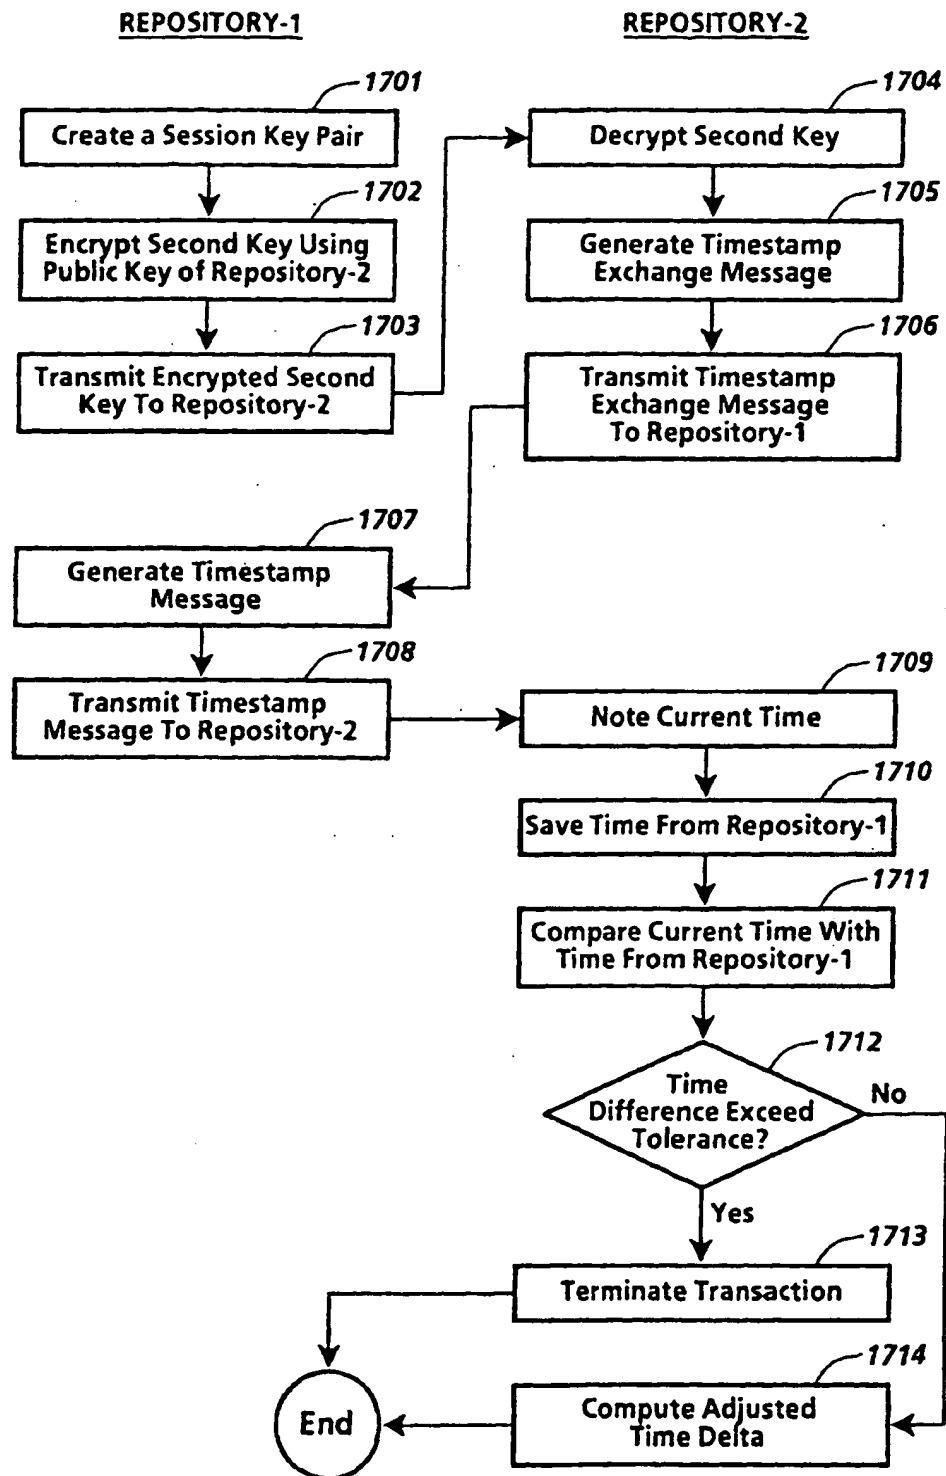 REPOSITORY-1
REPOSITORY-2
1701
Create a Session Key Pair
1702
Encrypt Second Key Using
Public Key of Repository-2
1703
Transmit Encrypted Second
Key To Repository-2
1704
Decrypt Second Key
1705
Generate Timestamp
Exchange Message
1706
Transmit Timestamp
Exchange Message
To Repository-1
1707
Generate Timestamp
Message
1708
Transmit Timestamp
Message To Repository-2
1709
Note Current Time
1710
Save Time From Repository-1
1711
Compare Current Time With
Time From Repository-1
1712
Time
Difference Exceed
Tolerance?
No
Yes
1713
Terminate Transaction
1714
Compute Adjusted
Time Delta
End